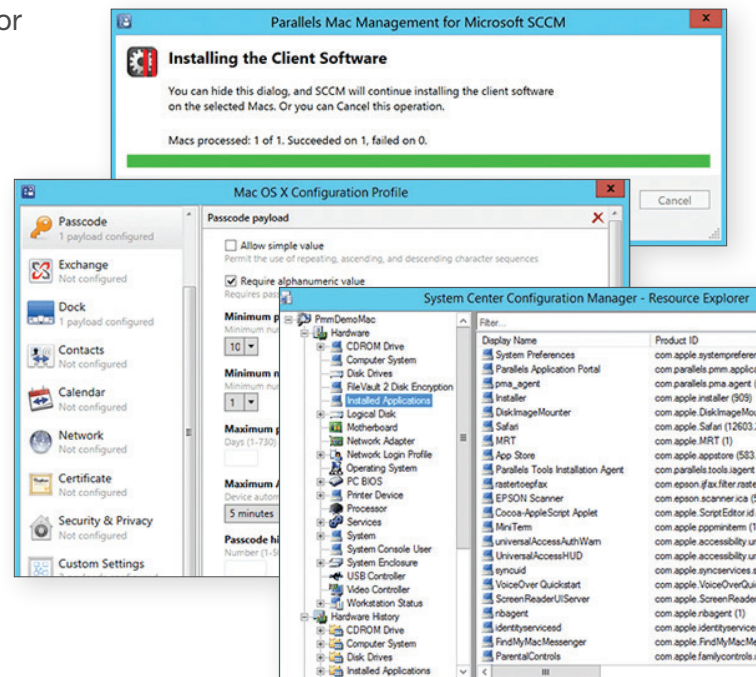 or
Parallels Mac Management for Microsoft SCCM
Installing the Client Software
You can hide this dialog, and SCCM will continue installing the client software
on the selected Macs. Or you can Cancel this operation.
Macs processed: 1 of 1. Succeeded on 1, failed on 0.
Cancel
Mac OS X Configuration Profile
Passcode
1 payload configured
Exchange
Not configured
Dock
1 payload configured
Contacts
Not configured
Calendar
Not configured
Network
Not configured
Certificate
Not configured
Security & Privacy
Not configured
Custom Settings
Passcode payload
Allow simple value
Permit the use of repeating, ascending, and descending character sequences
Require alphanumeric value
Requires
Minimum
Minimum
10
Minimum
Minimum
1
Maximum
Days (1-730)
Maximum
Device
5 minutes
Passcode
Number
System Center Configuration Manager - Resource Explorer
PmmDemoMac
Hardware
CDROM Drive
Computer System
Disk Drives
FileVault 2 Disk Encryption
Installed Applications
Logical Disk
Motherboard
Network Adapter
Network Login Profile
Operating System
PC BIOS
Printer Device
Processor
Services
System
System Console User
System Enclosure
USB Controller
Video Controller
Workstation Status
Hardware History
CDROM Drive
Computer System
Disk Drives
Installed Applications
Filter...
Display Name Product ID
System Preferences com.apple.systemprefere
Parallels Application Portal com.parallels.pmm.applica
pma_agent com.parallels.pma.agent (
Installer com.apple.installer (909)
DiskImageMounter com.apple.DiskImageMou
Safari com.apple.Safari (12603.
MRT com.apple.MRT (1)
App Store com.apple.appstore (583.
Parallels Tools Installation Agent com.parallels.tools.iagent
rastertoepfax com.epson.ijfax.filter.raste
EPSON Scanner com.epson.scanner.ica (5
Cocoa-AppleScript Applet com.apple.ScriptEditor.id
MiniTerm com.apple.pppminiterm (1
universalAccessAuthWarn com.apple.accessibility.un
UniversalAccessHUD com.apple.accessibility.un
syncuid com.apple.syncservices.s
VoiceOver Quickstart com.apple.VoiceOverQui
ScreenReaderUIServer com.apple.ScreenReader
nbagent com.apple.nbagent (1)
identityservicesd com.apple.identityservice
FindMyMacMessenger com.apple.FindMyMacMe
ParentalControls com.apple.familycontrols.